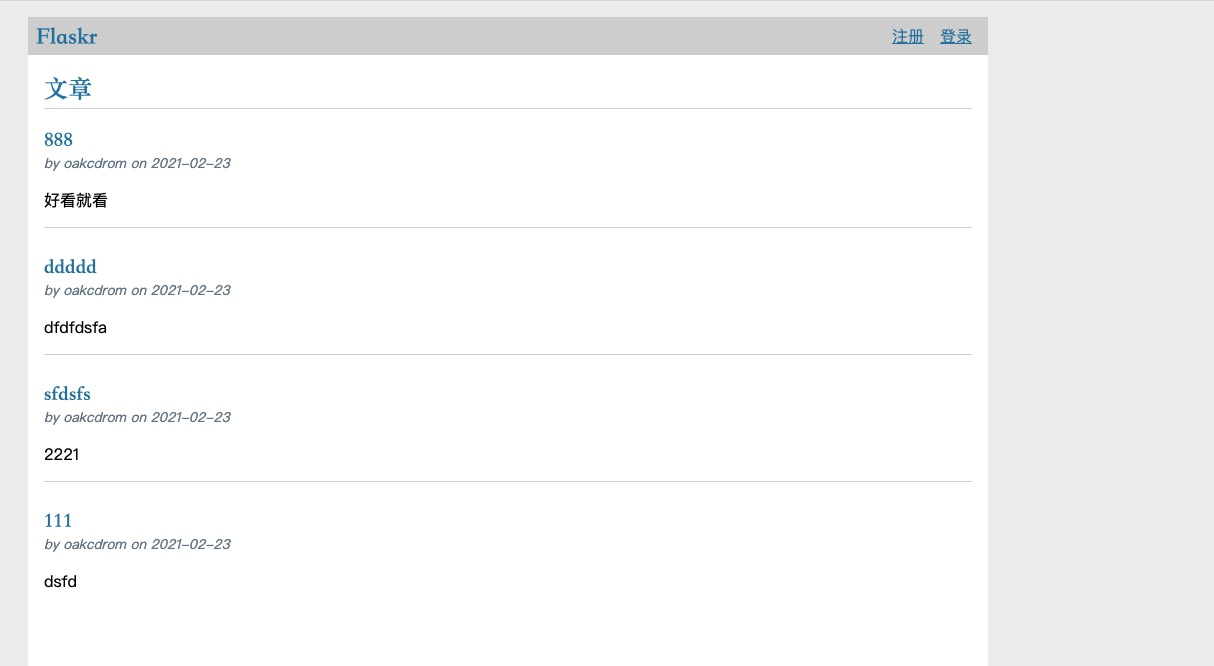 Flaskr
注册 登录
文章
888
by oakcdrom on 2021-02-23
好看就看
ddddd
by oakcdrom on 2021-02-23
dfdfdsfa
sfdsfs
by oakcdrom on 2021-02-23
2221
111
by oakcdrom on 2021-02-23
dsfd